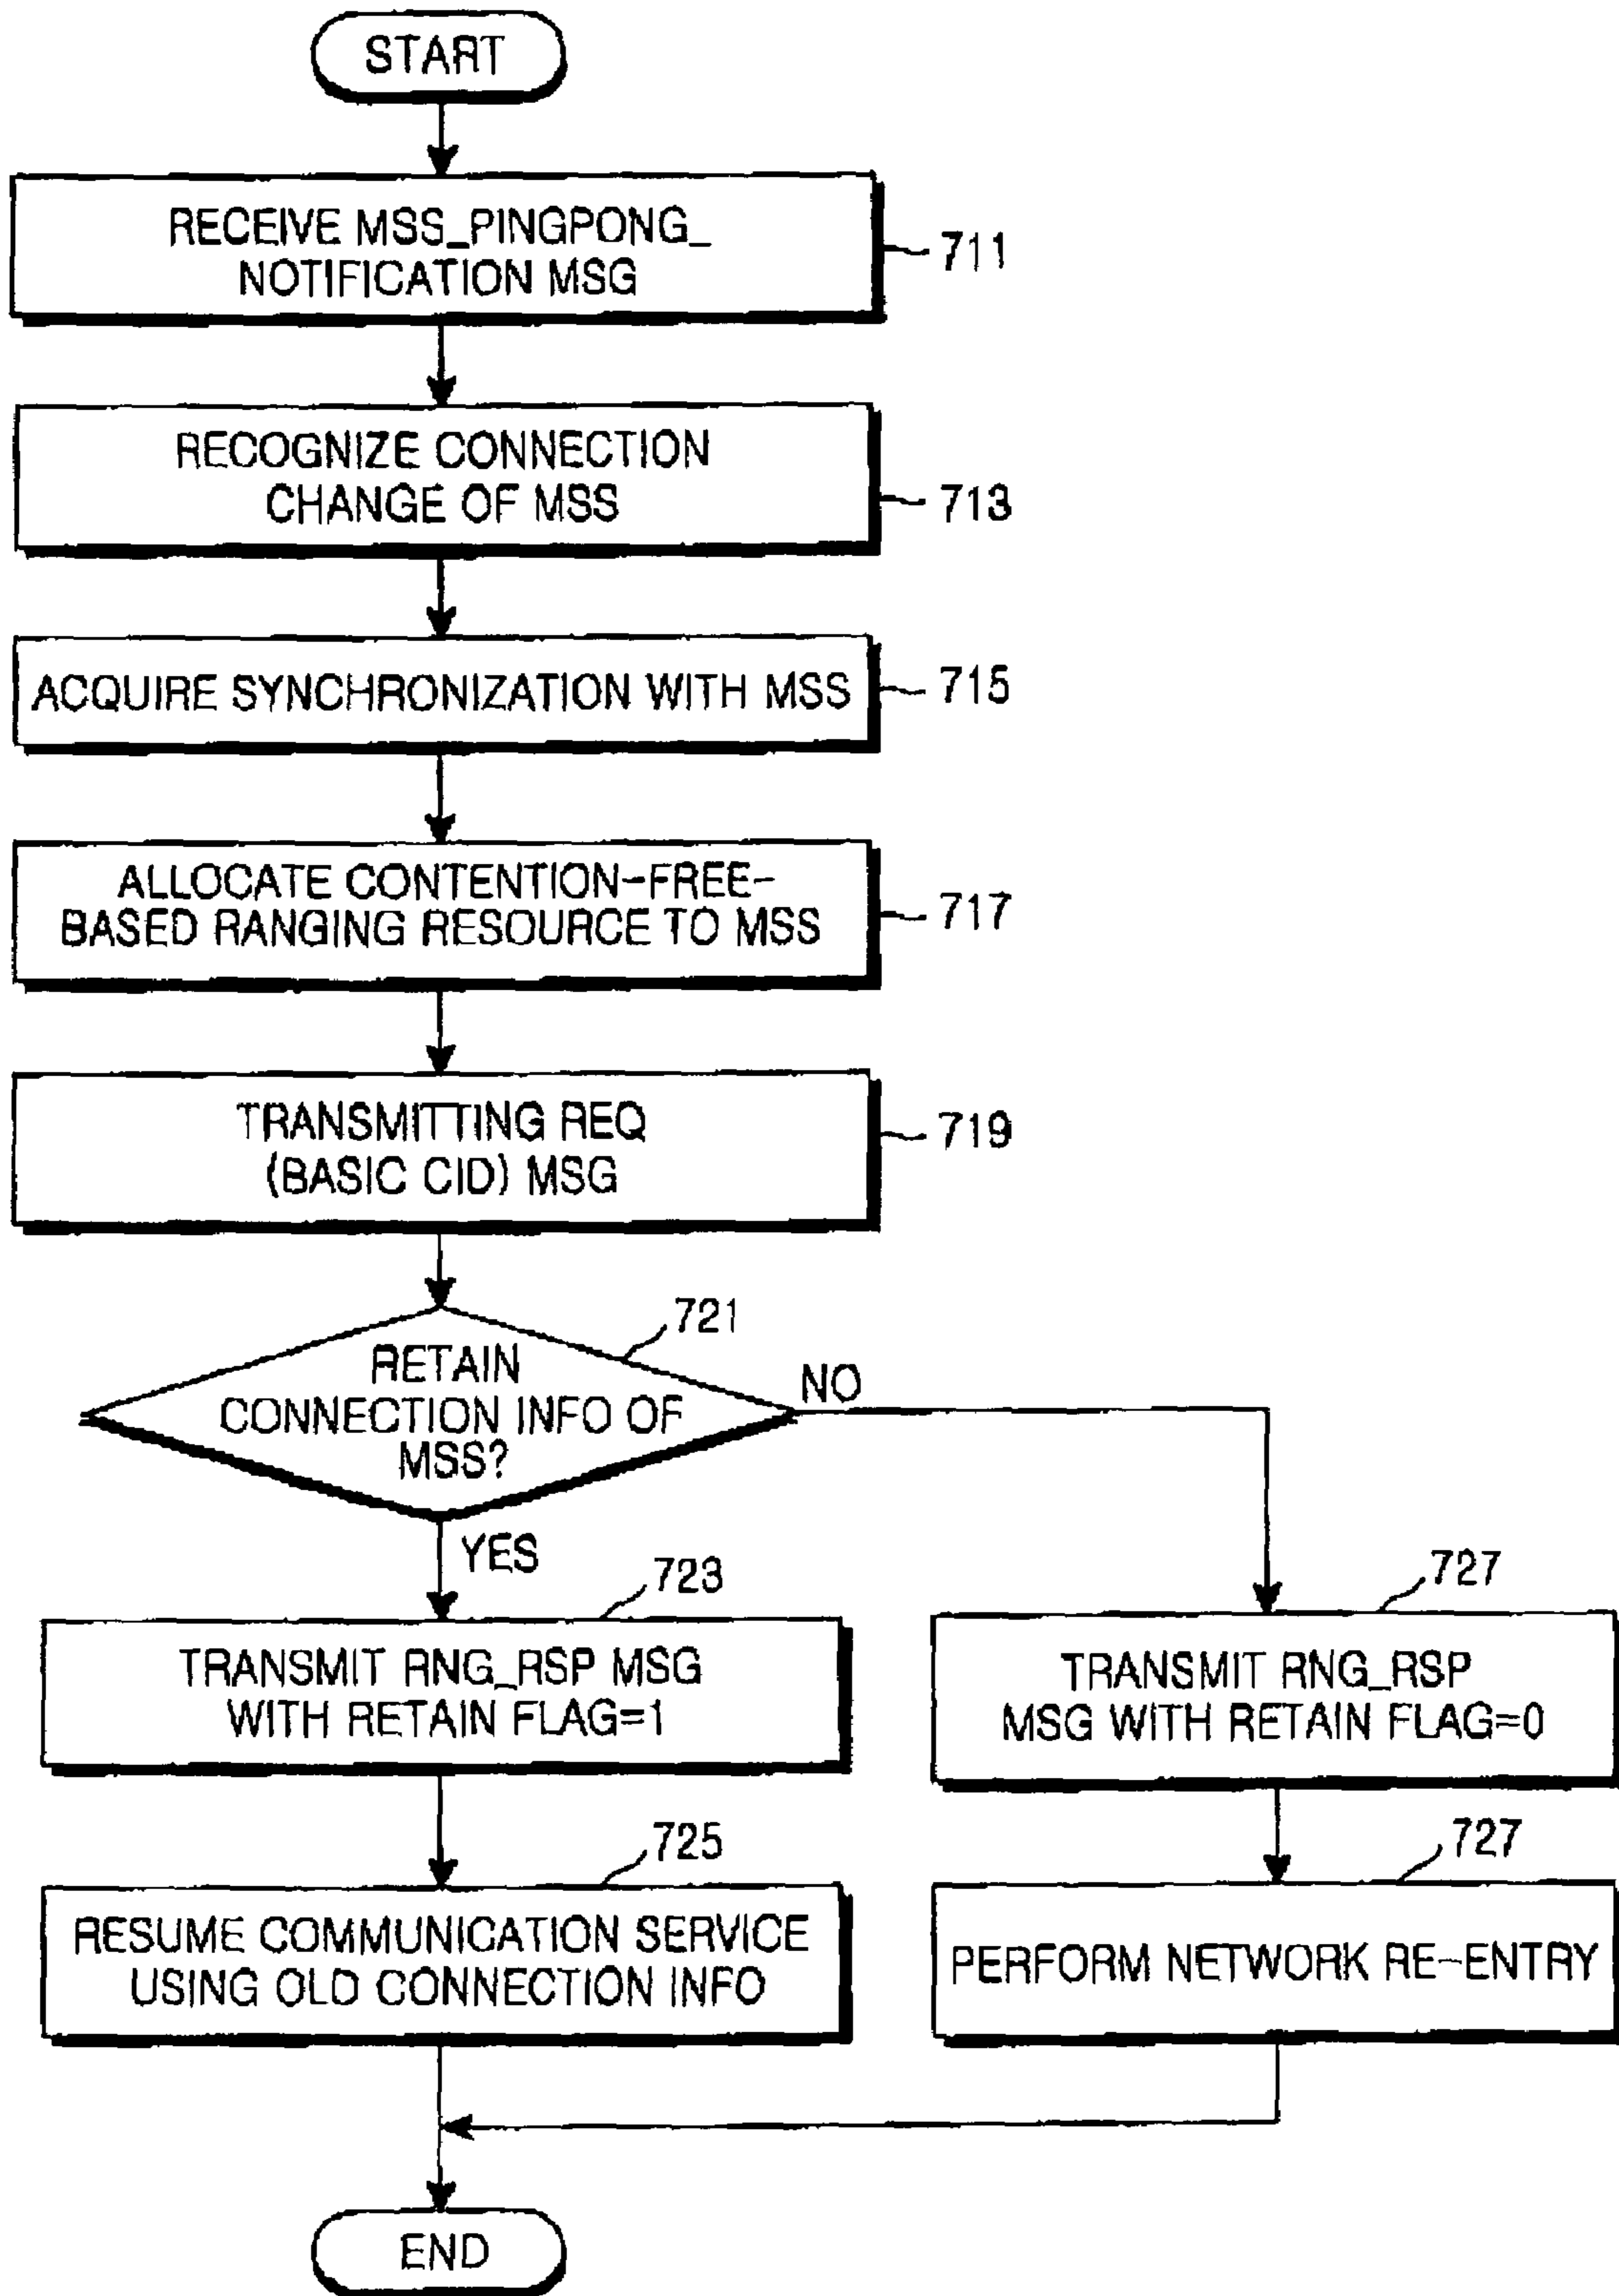 START
RECEIVE MSS_PINGPONG_
NOTIFICATION MSG
711
RECOGNIZE CONNECTION
CHANGE OF MSS
713
ACQUIRE SYNCHRONIZATION WITH MSS
715
ALLOCATE CONTENTION-FREE-
BASED RANGING RESOURCE TO MSS
717
TRANSMITTING REQ
(BASIC CID) MSG
719
721
RETAIN
CONNECTION INFO OF
MSS?
NO
YES
723
TRANSMIT RNG_RSP MSG
WITH RETAIN FLAG=1
727
TRANSMIT RNG_RSP
MSG WITH RETAIN FLAG=0
725
RESUME COMMUNICATION SERVICE
USING OLD CONNECTION INFO
727
PERFORM NETWORK RE-ENTRY
END